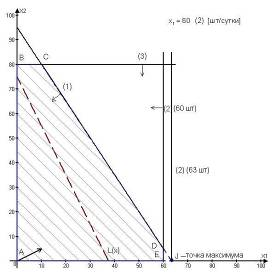 x2
x₁ = 60 (2) [шт/сутки]
100
90
80
70
60
50
40
30
20
10
0
B
C
(3)
(1)
(2) (60 шт)
(2) (63 шт)
A
L(x)
D
E
J – точка максимума
0 10 20 30 40 50 60 70 80 90 100 x1